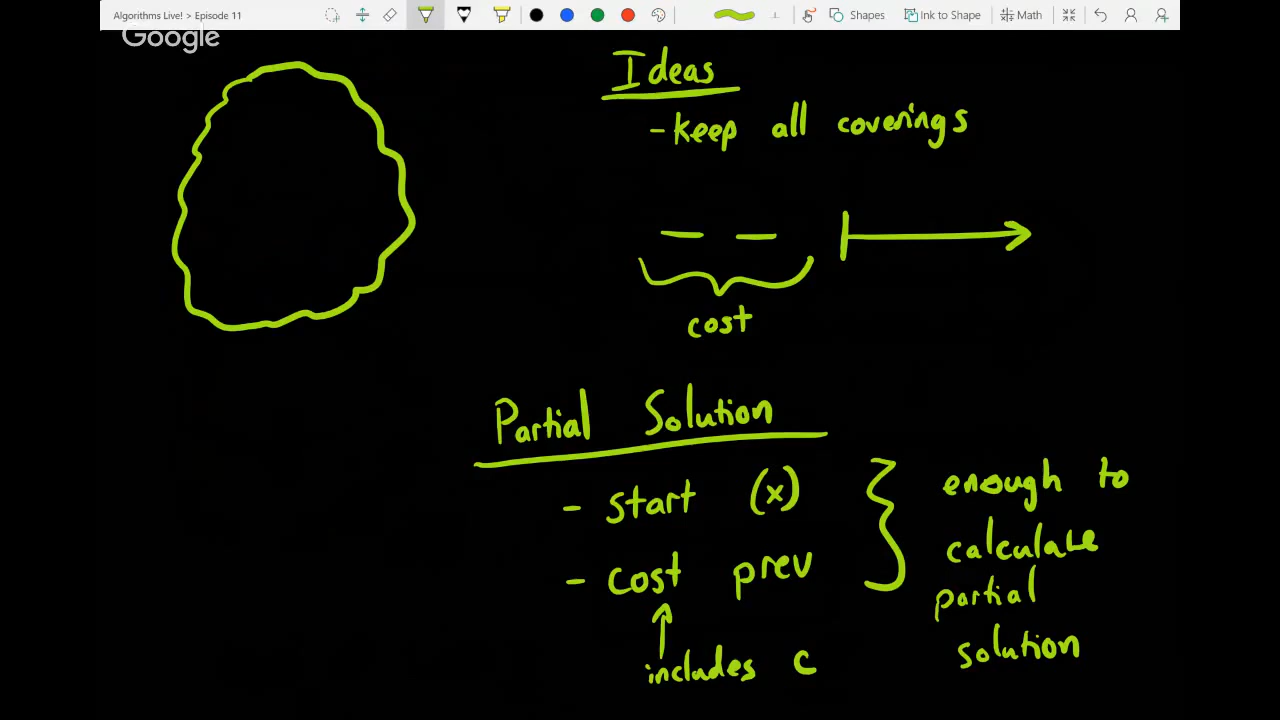 Algorithms Live! > Episode 11
Shapes
Ink to Shape
Math
Google
Ideas
- Keep all coverings
cost
Partial Solution
- start (x)
- cost prev
includes c
enough to
calculate
partial
solution